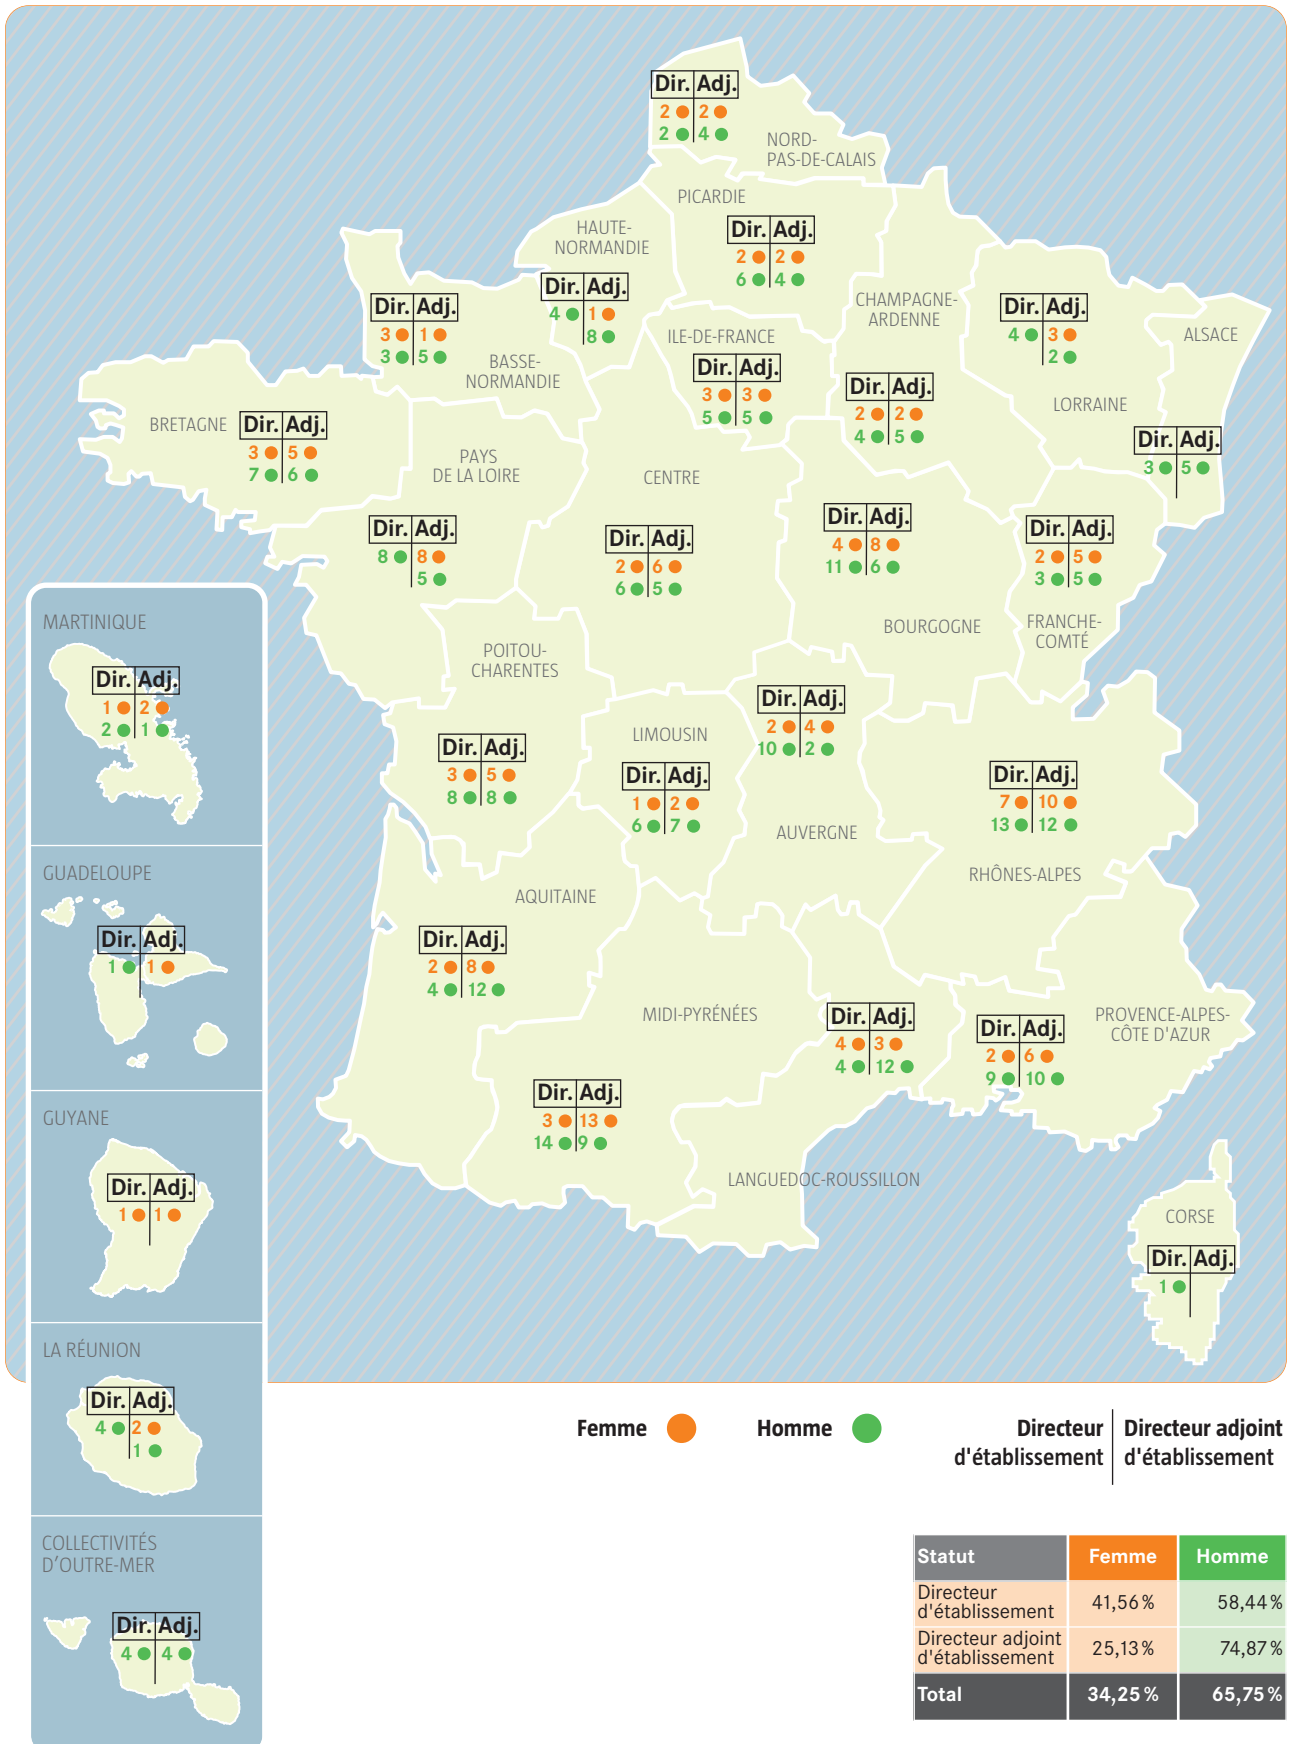 Dir. Adj.
2 2
2 4
NORD-
PAS-DE-CALAIS
PICARDIE
Dir. Adj.
2 2
6 4
HAUTE-
NORMANDIE
Dir. Adj.
4 1
8
Dir. Adj.
3 1
3 5
BASSE-
NORMANDIE
ILE-DE-FRANCE
Dir. Adj.
3 3
5 5
CHAMPAGNE-
ARDENNE
Dir. Adj.
2 2
4 5
Dir. Adj.
4 3
2
LORRAINE
ALSACE
Dir. Adj.
3 5
BRETAGNE
Dir. Adj.
3 5
7 6
PAYS
DE LA LOIRE
Dir. Adj.
8 8
5
CENTRE
Dir. Adj.
2 6
6 5
Dir. Adj.
4 8
11 6
BOURGOGNE
Dir. Adj.
2 5
3 5
FRANCHE-
COMTÉ
POITOU-
CHARENTES
Dir. Adj.
3 5
8 8
LIMOUSIN
Dir. Adj.
1 2
6 7
Dir. Adj.
2 4
10 2
AUVERGNE
Dir. Adj.
7 10
13 12
RHÔNES-ALPES
AQUITAINE
Dir. Adj.
2 8
4 12
MIDI-PYRÉNÉES
Dir. Adj.
3 13
14 9
Dir. Adj.
4 3
4 12
LANGUEDOC-ROUSSILLON
Dir. Adj.
2 6
9 10
PROVENCE-ALPES-
CÔTE D'AZUR
CORSE
Dir. Adj.
1
MARTINIQUE
Dir. Adj.
1 2
2 1
GUADELOUPE
Dir. Adj.
1 1
GUYANE
Dir. Adj.
1 1
LA RÉUNION
Dir. Adj.
4 2
1
COLLECTIVITÉS
D'OUTRE-MER
Dir. Adj.
4 4
Femme Homme
Directeur Directeur adjoint
d'établissement d'établissement
Statut Femme Homme
Directeur
d'établissement 41,56 % 58,44 %
Directeur adjoint
d'établissement 25,13 % 74,87 %
Total 34,25 % 65,75 %